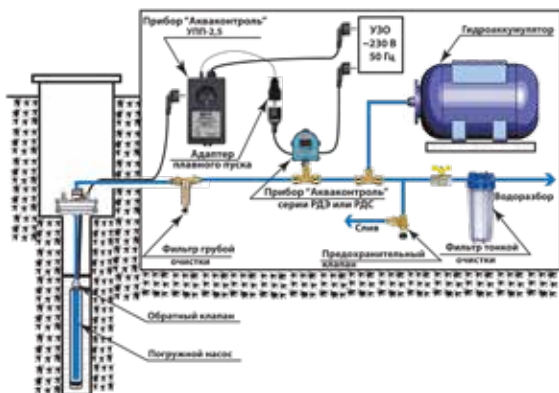 Прибор "Акваконтроль"
УПП-2,5
УЗО
~230 В
50 Гц
Гидроаккумулятор
Адаптер
плавного пуска
Прибор "Акваконтроль"
серии РДЭ или РДС
Водоразбор
Слив
Фильтр грубой
очистки
Предохранительный
клапан
Фильтр тонкой
очистки
Обратный клапан
Погружной насос